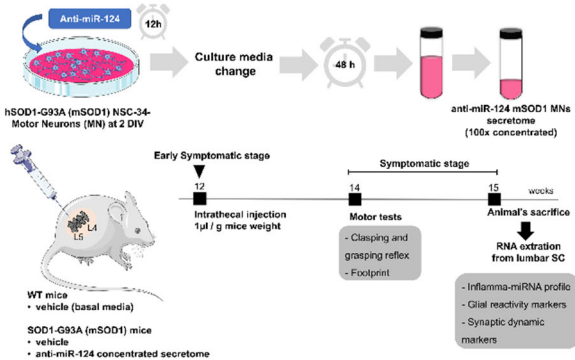 Anti-miR-124
12h
Culture media
change
48 h
hSOD1-G93A (mSOD1) NSC-34-
Motor Neurons (MN) at 2 DIV
anti-miR-124 mSOD1 MNs
secretome
(100x concentrated)
Early Symptomatic stage
Symptomatic stage
12
14
15
weeks
Intrathecal injection
1µl / g mice weight
Motor tests
Animal's sacrifice
- Clasping and
grasping reflex
- Footprint
RNA extration
from lumbar SC
L4
L5
- Inflamma-miRNA profile
- Glial reactivity markers
- Synaptic dynamic
markers
WT mice
• vehicle (basal media)
SOD1-G93A (mSOD1) mice
• vehicle
• anti-miR-124 concentrated secretome